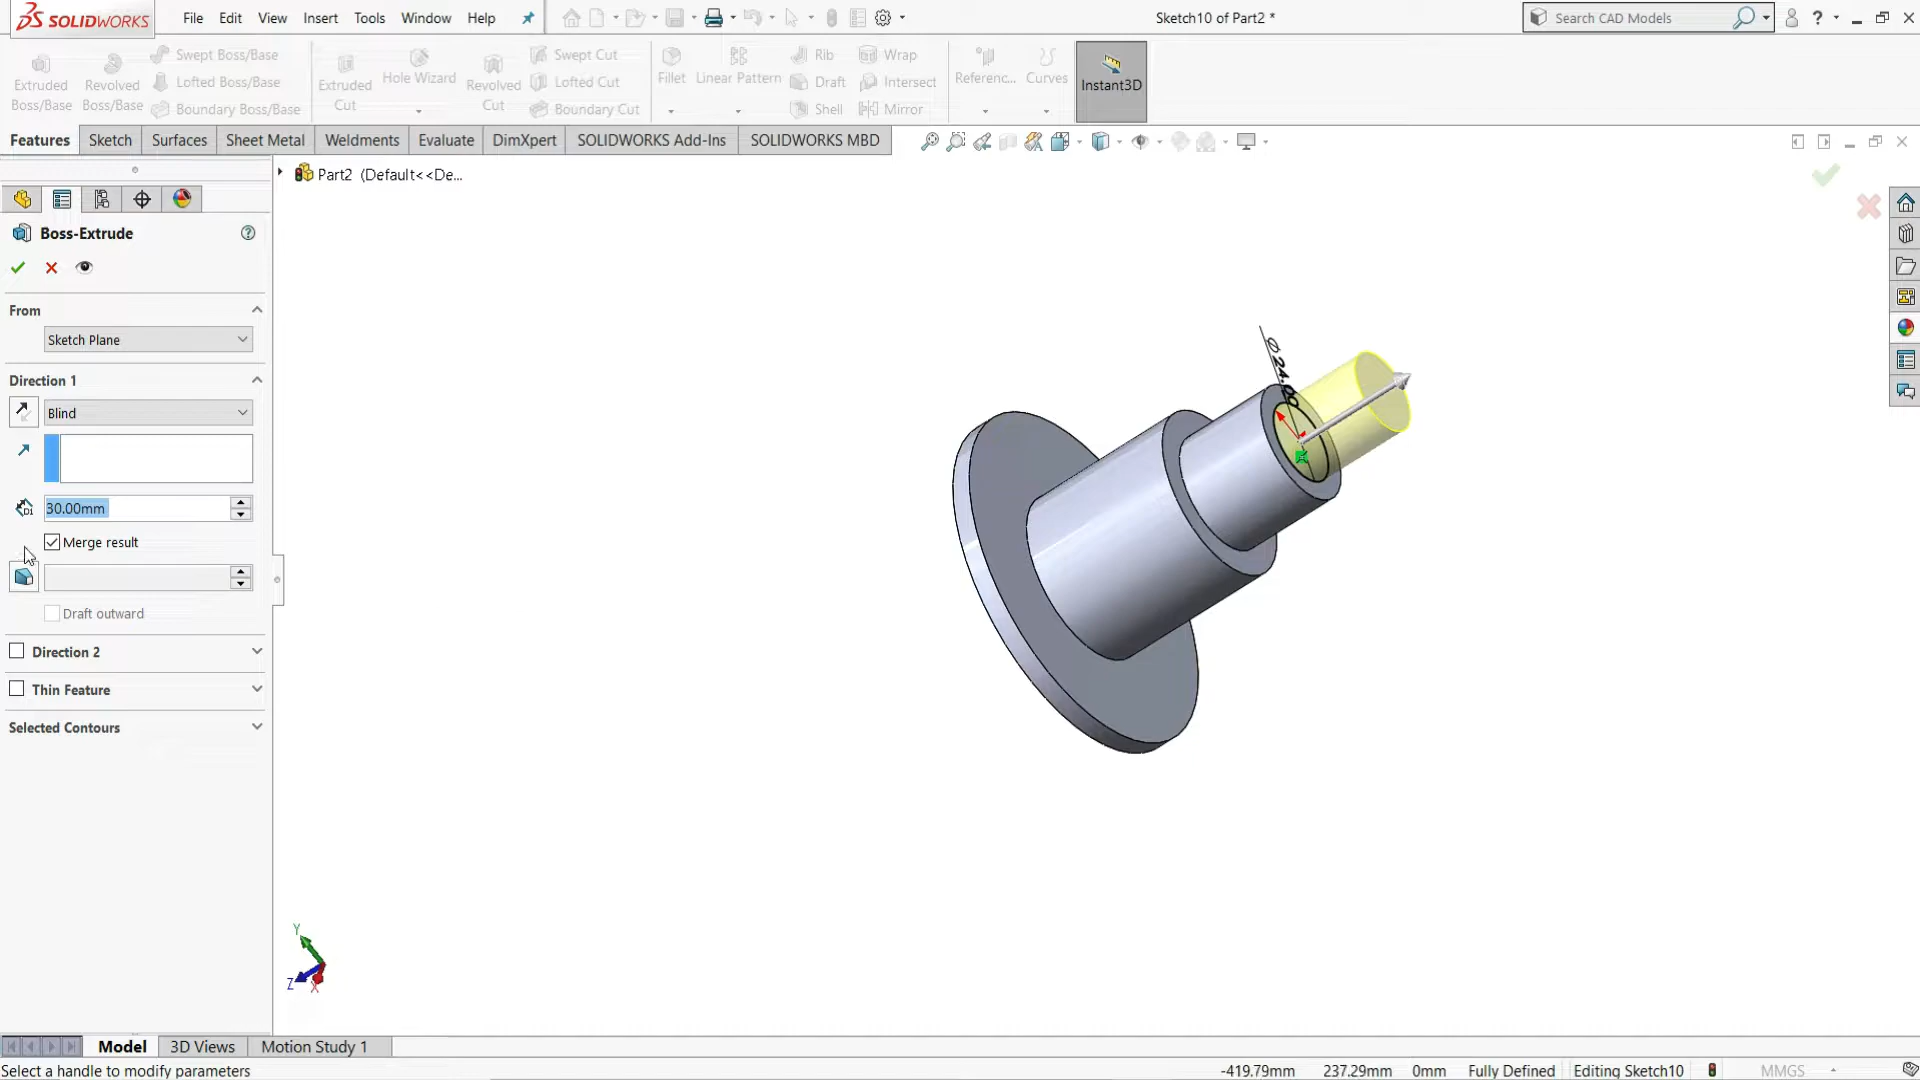 SOLIDWORKS File Edit View Insert Tools Window Help Sketch10 of Part2 * Search CAD Models ?
Extruded Boss/Base
Revolved Boss/Base
Swept Boss/Base
Lofted Boss/Base
Boundary Boss/Base
Extruded Cut
Hole Wizard
Revolved Cut
Swept Cut
Lofted Cut
Boundary Cut
Fillet
Linear Pattern
Rib
Draft
Shell
Wrap
Intersect
Mirror
Referenc...
Curves
Instant3D
Features Sketch Surfaces Sheet Metal Weldments Evaluate DimXpert SOLIDWORKS Add-Ins SOLIDWORKS MBD
Part2 (Default<<De...
Boss-Extrude
From
Sketch Plane
Direction 1
Blind
D1
30.00mm
Merge result
Draft outward
Direction 2
Thin Feature
Selected Contours
Ø 24.00
Y
Z
X
Model 3D Views Motion Study 1
Select a handle to modify parameters -419.79mm 237.29mm 0mm Fully Defined Editing Sketch10 MMGS